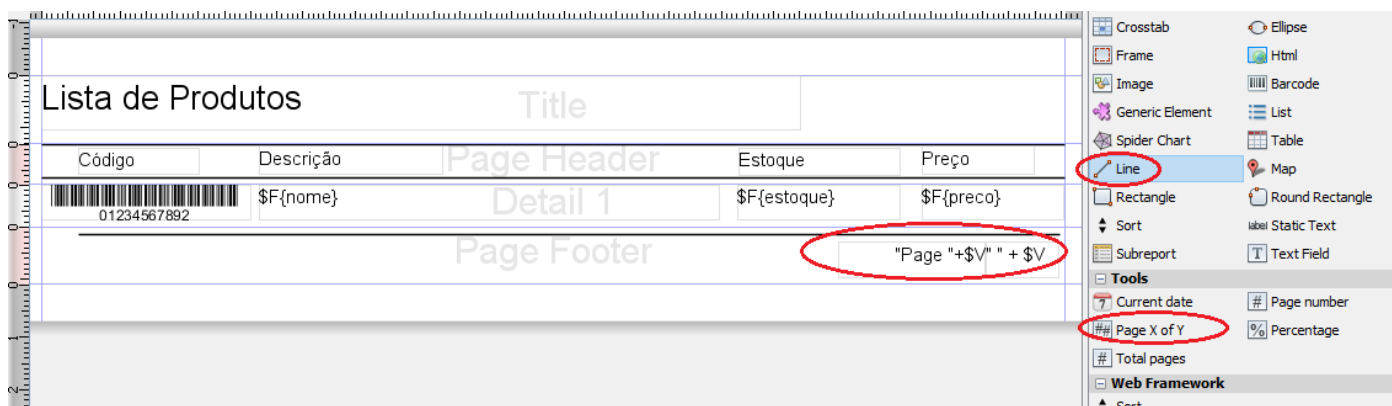 Crosstab Ellipse
Frame Html
Lista de Produtos Title
Image Barcode
Generic Element List
Spider Chart Table
Código Descrição Page Header Estoque Preço
Line Map
$F{nome} Detail 1 $F{estoque} $F{preco}
01234567892
Rectangle Round Rectangle
Sort label Static Text
Page Footer "Page "+$V" " + $V
Subreport Text Field
Tools
Current date Page number
Page X of Y Percentage
Total pages
Web Framework